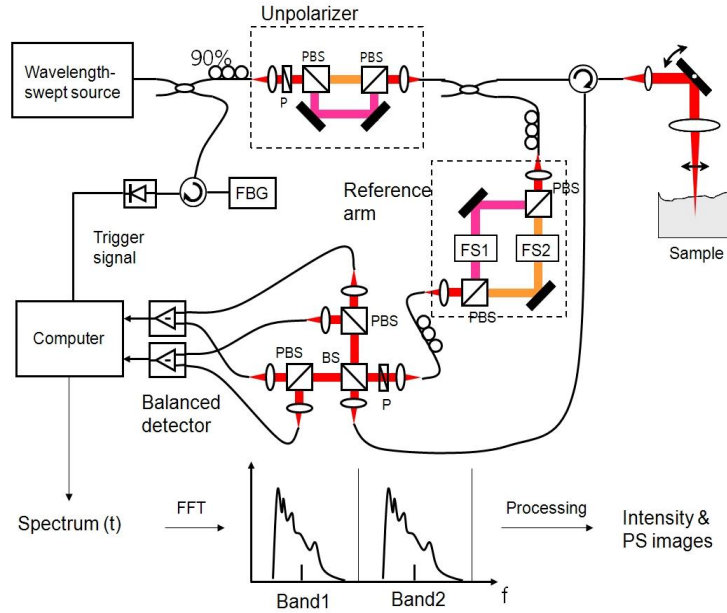 Unpolarizer
90%
PBS
PBS
Wavelength-
swept source
P
Reference
arm
PBS
FBG
Trigger
signal
FS1
FS2
Sample
PBS
Computer
PBS
PBS
BS
P
Balanced
detector
Spectrum (t)
FFT
Processing
Intensity &
PS images
Band1
Band2
f